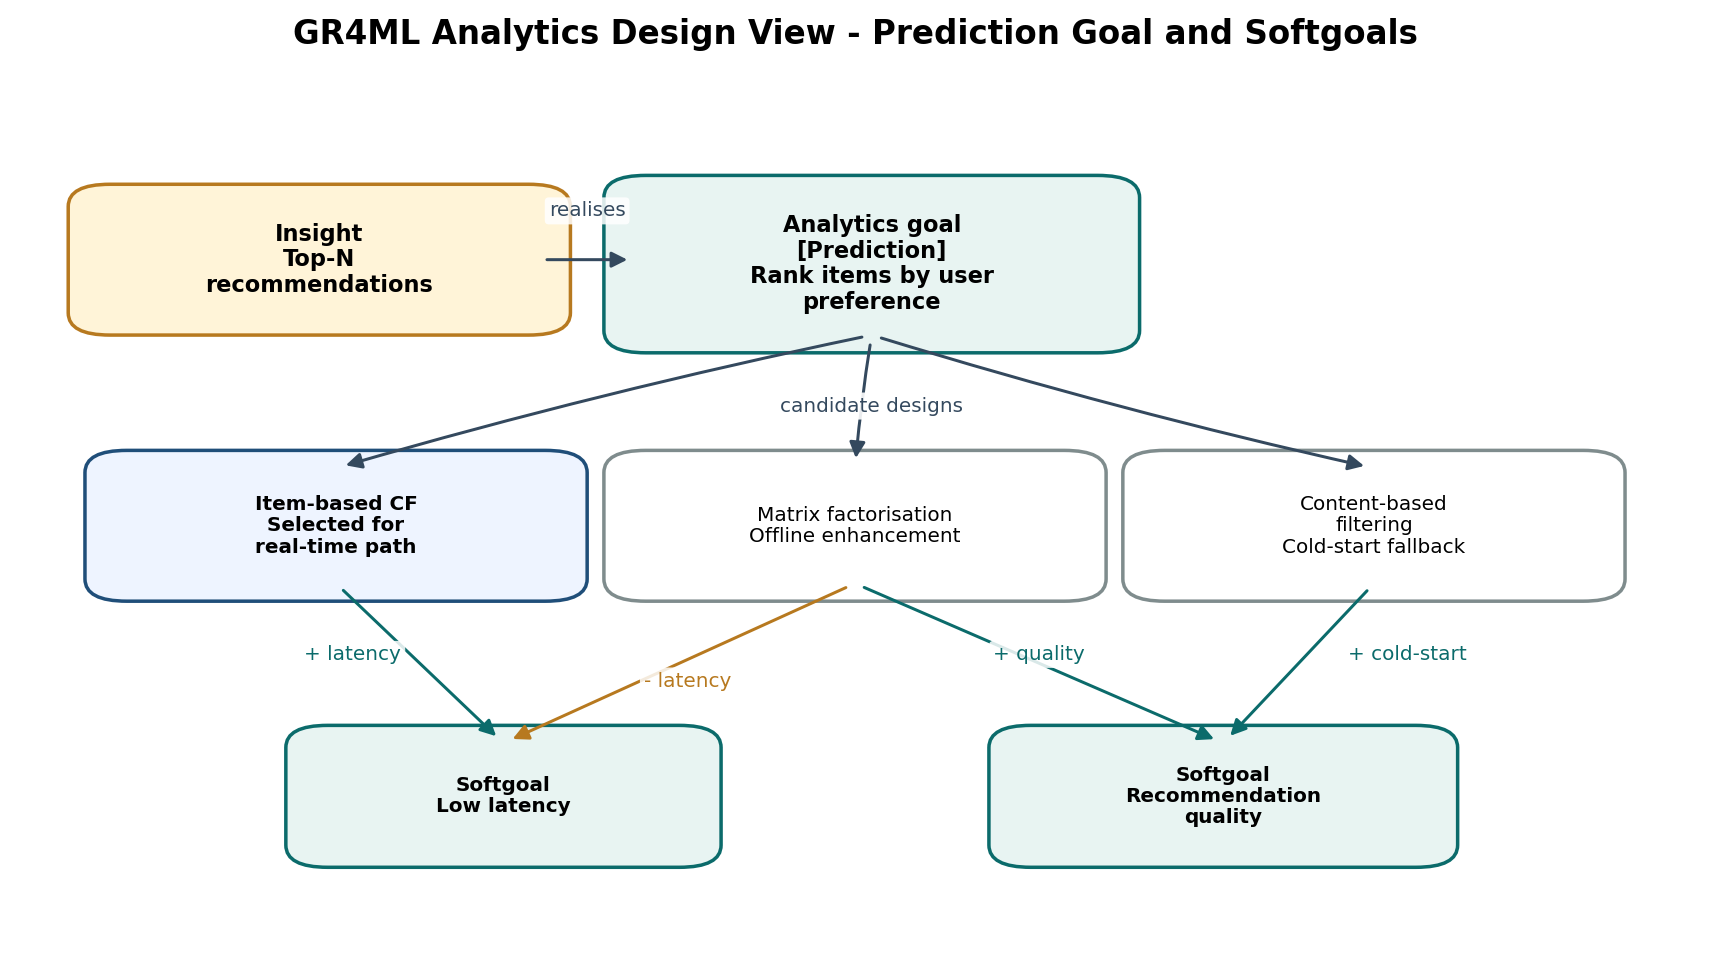 GR4ML Analytics Design View - Prediction Goal and Softgoals
Insight
Top-N
recommendations
realises
Analytics goal
[Prediction]
Rank items by user
preference
candidate designs
Item-based CF
Selected for
real-time path
Matrix factorisation
Offline enhancement
Content-based
filtering
Cold-start fallback
+ latency
- latency
+ quality
+ cold-start
Softgoal
Low latency
Softgoal
Recommendation
quality